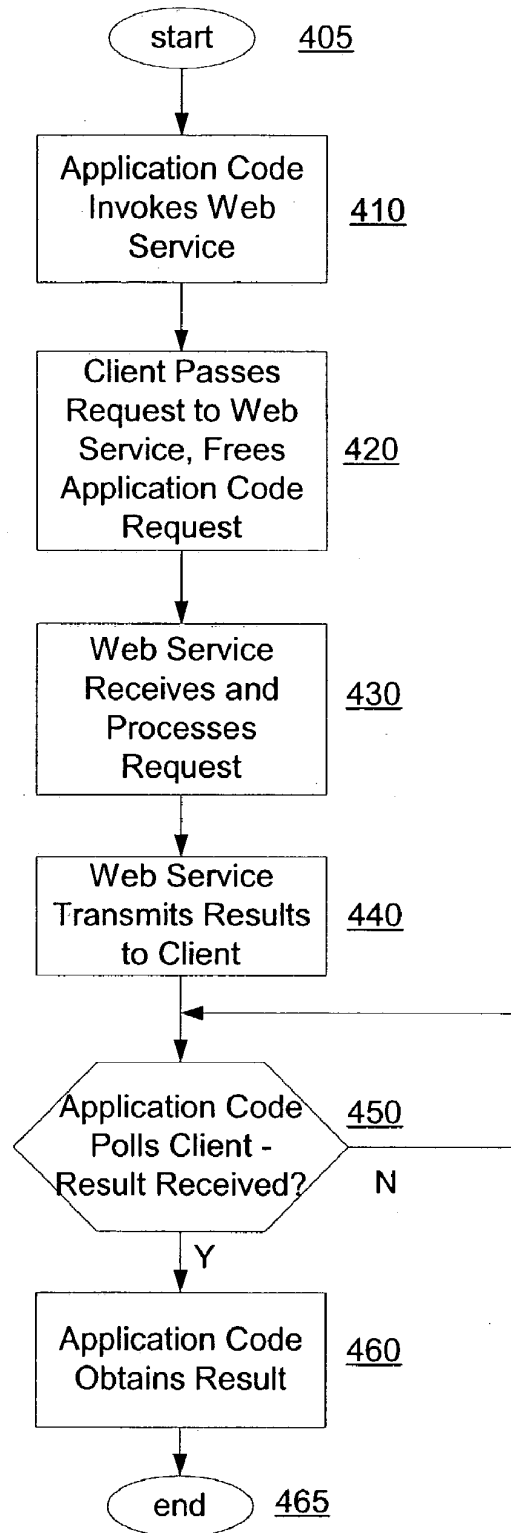 start 405
Application Code
Invokes Web
Service
410
Client Passes
Request to Web
Service, Frees
Application Code
Request
420
Web Service
Receives and
Processes
Request
430
Web Service
Transmits Results
to Client
440
Application Code
Polls Client -
Result Received?
450
N
Y
Application Code
Obtains Result
460
end 465